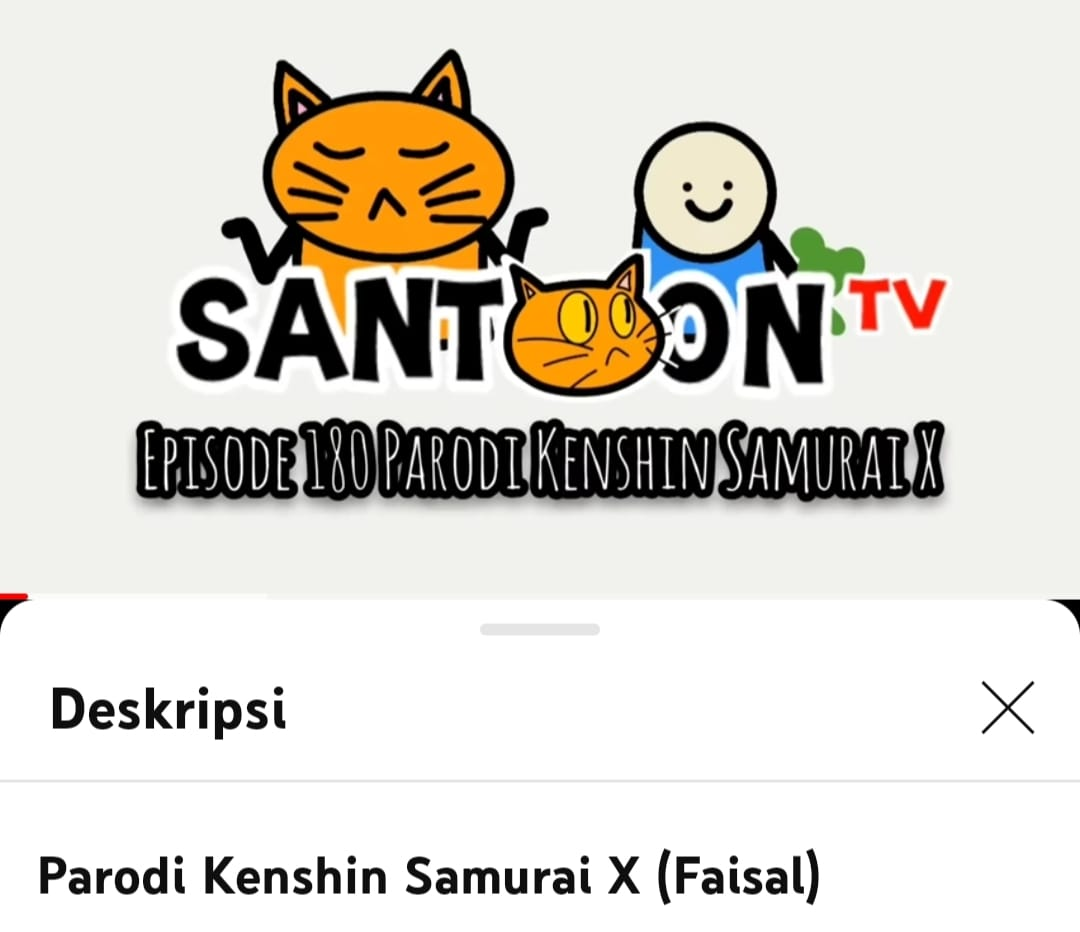 SANTOON TV
EPISODE 180 PARODI KENSHIN SAMURAI X
Deskripsi
Parodi Kenshin Samurai X (Faisal)